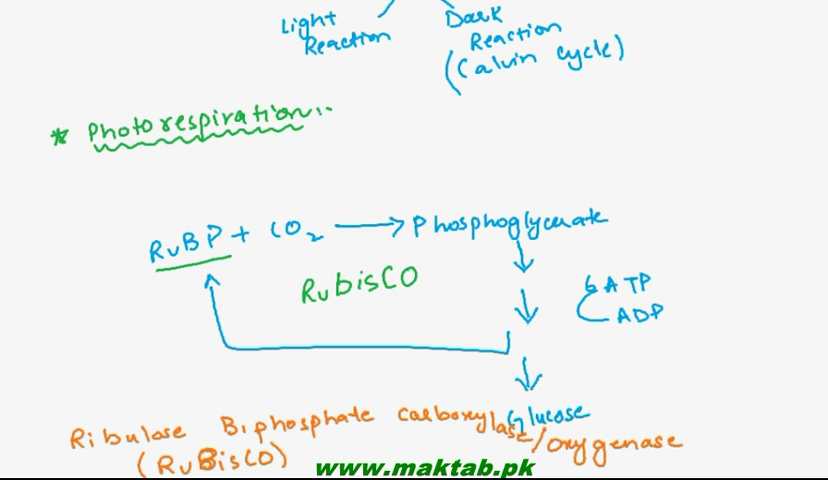 Light Reaction
Dark Reaction
(Calvin cycle)
* Photorespiration..
RuBP + CO2 → Phosphoglycerate
RubisCO
6 ATP
ADP
Glucose
Ribulose Biphosphate carboxylase/oxygenase
(RuBisCO)
www.maktab.pk